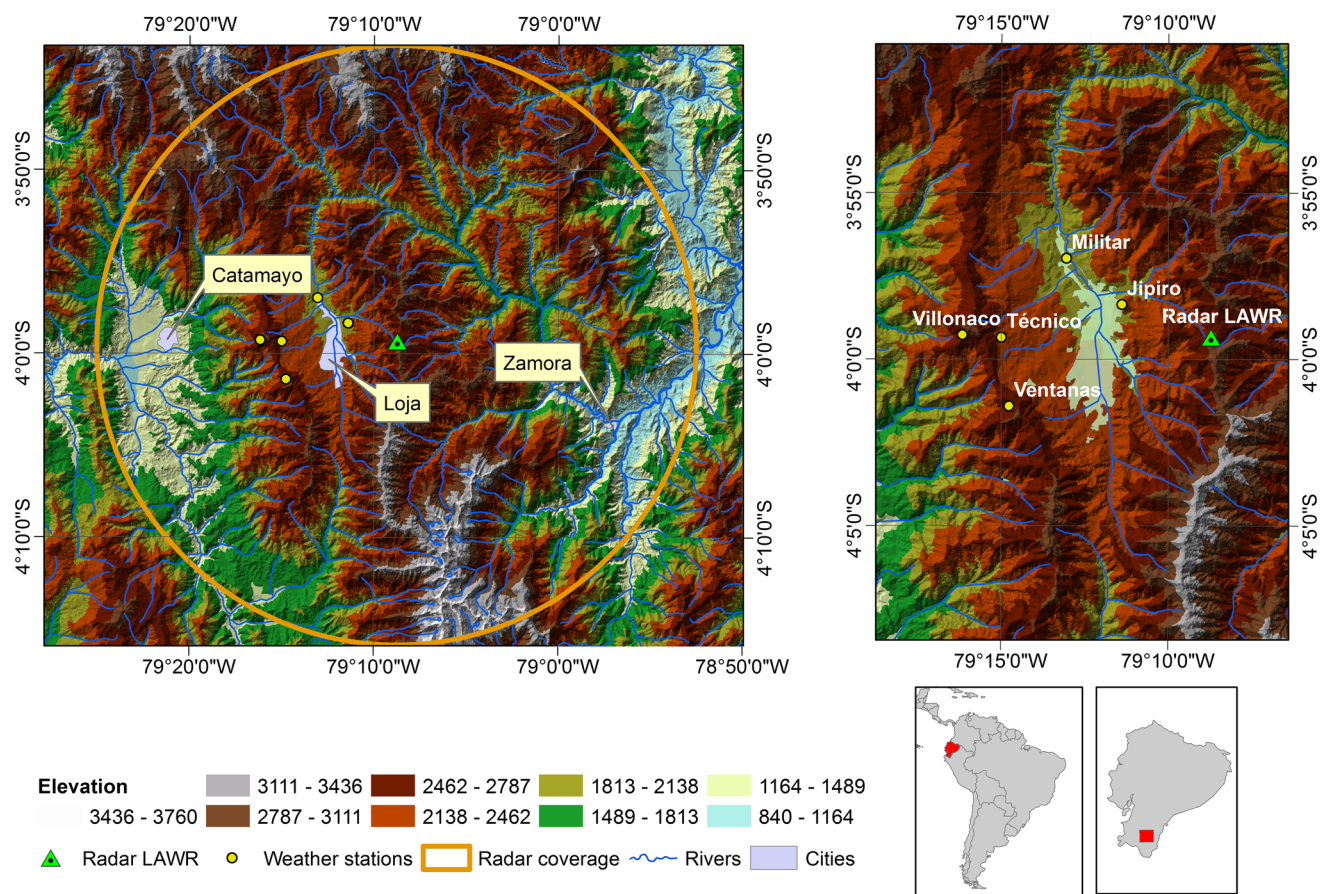 79°20'0"W 79°10'0"W 79°0'0"W
79°15'0"W 79°10'0"W
3°50'0"S
4°0'0"S
4°10'0"S
3°50'0"S
4°0'0"S
4°10'0"S
Catamayo
Loja
Zamora
79°20'0"W 79°10'0"W 79°0'0"W 78°50'0"W
3°55'0"S
4°0'0"S
4°5'0"S
3°55'0"S
4°0'0"S
4°5'0"S
Militar
Jipiro
Villonaco
Técnico
Radar LAWR
Ventanas
79°15'0"W 79°10'0"W
Elevation
3111 - 3436 2462 - 2787 1813 - 2138 1164 - 1489
3436 - 3760 2787 - 3111 2138 - 2462 1489 - 1813 840 - 1164
Radar LAWR Weather stations Radar coverage Rivers Cities